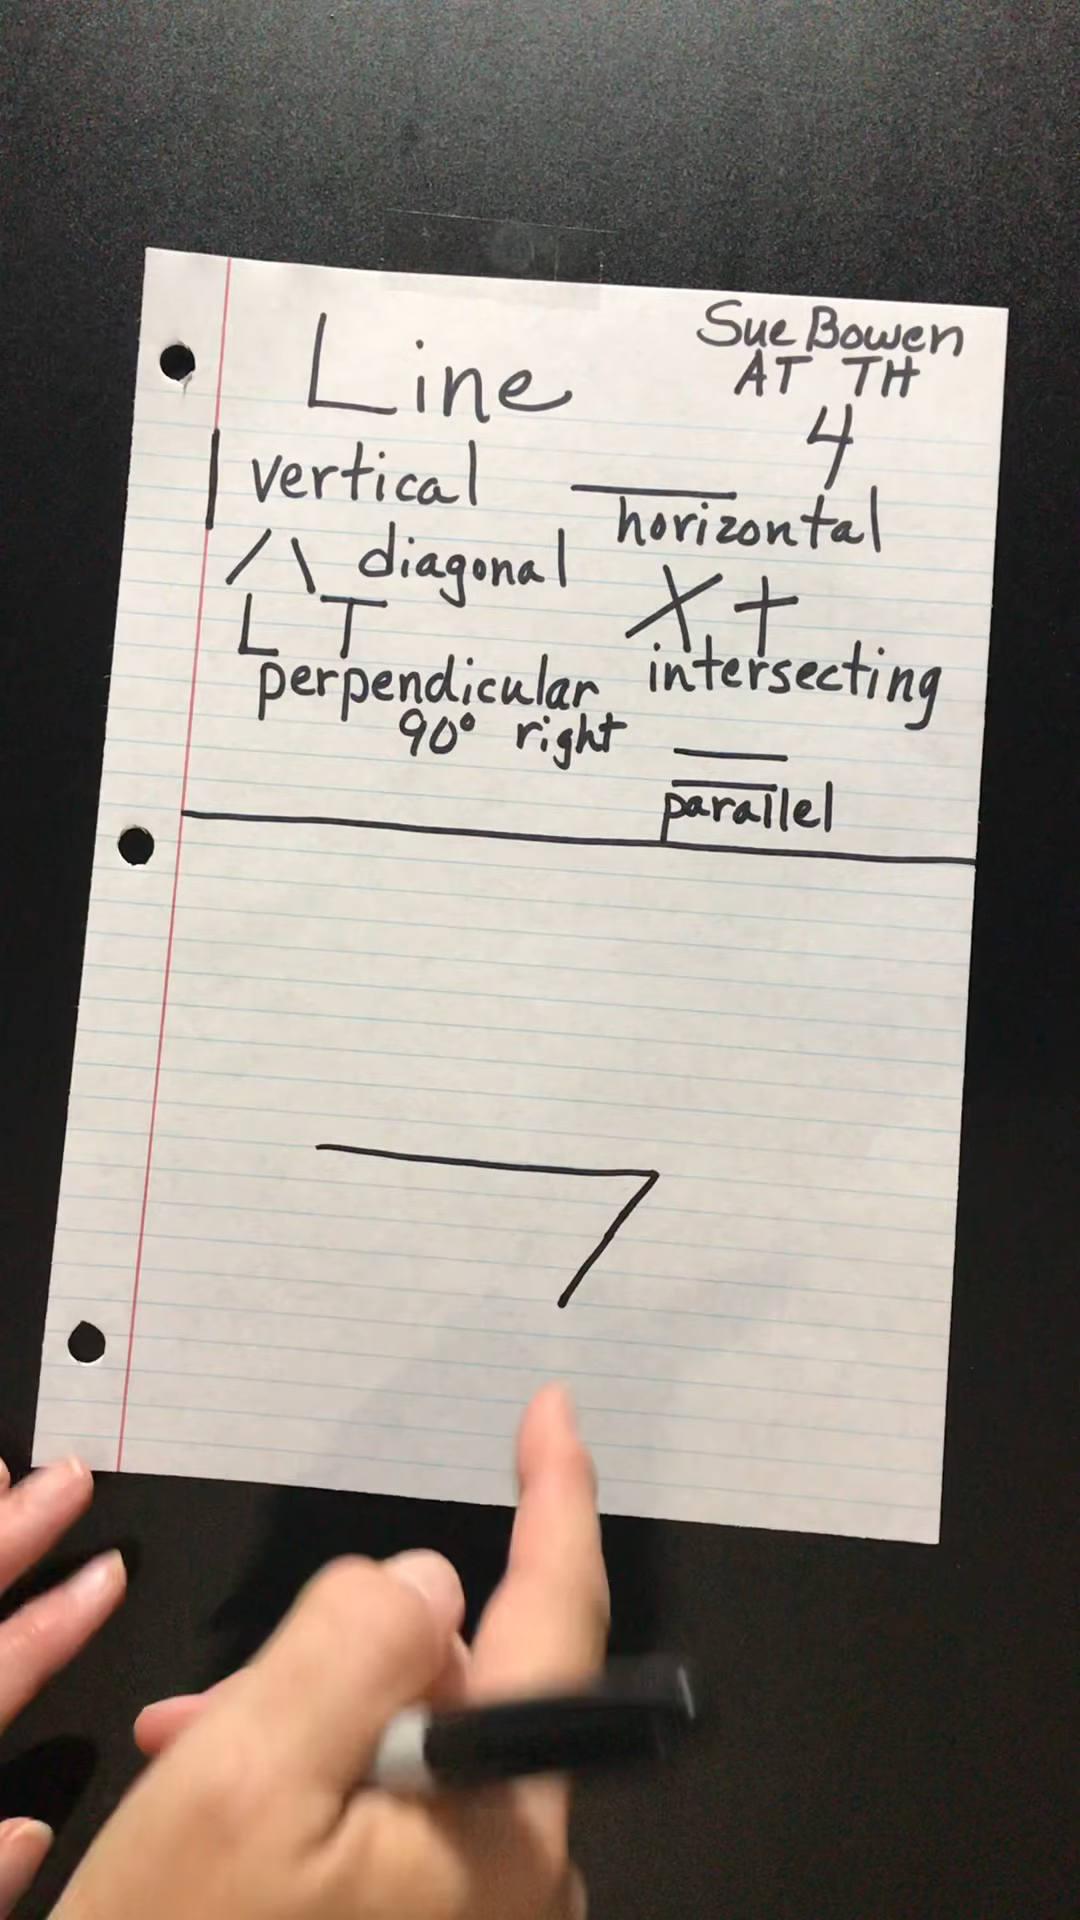 Line
Sue Bowen
AT TH
4
vertical
horizontal
diagonal
intersecting
perpendicular
90° right
parallel